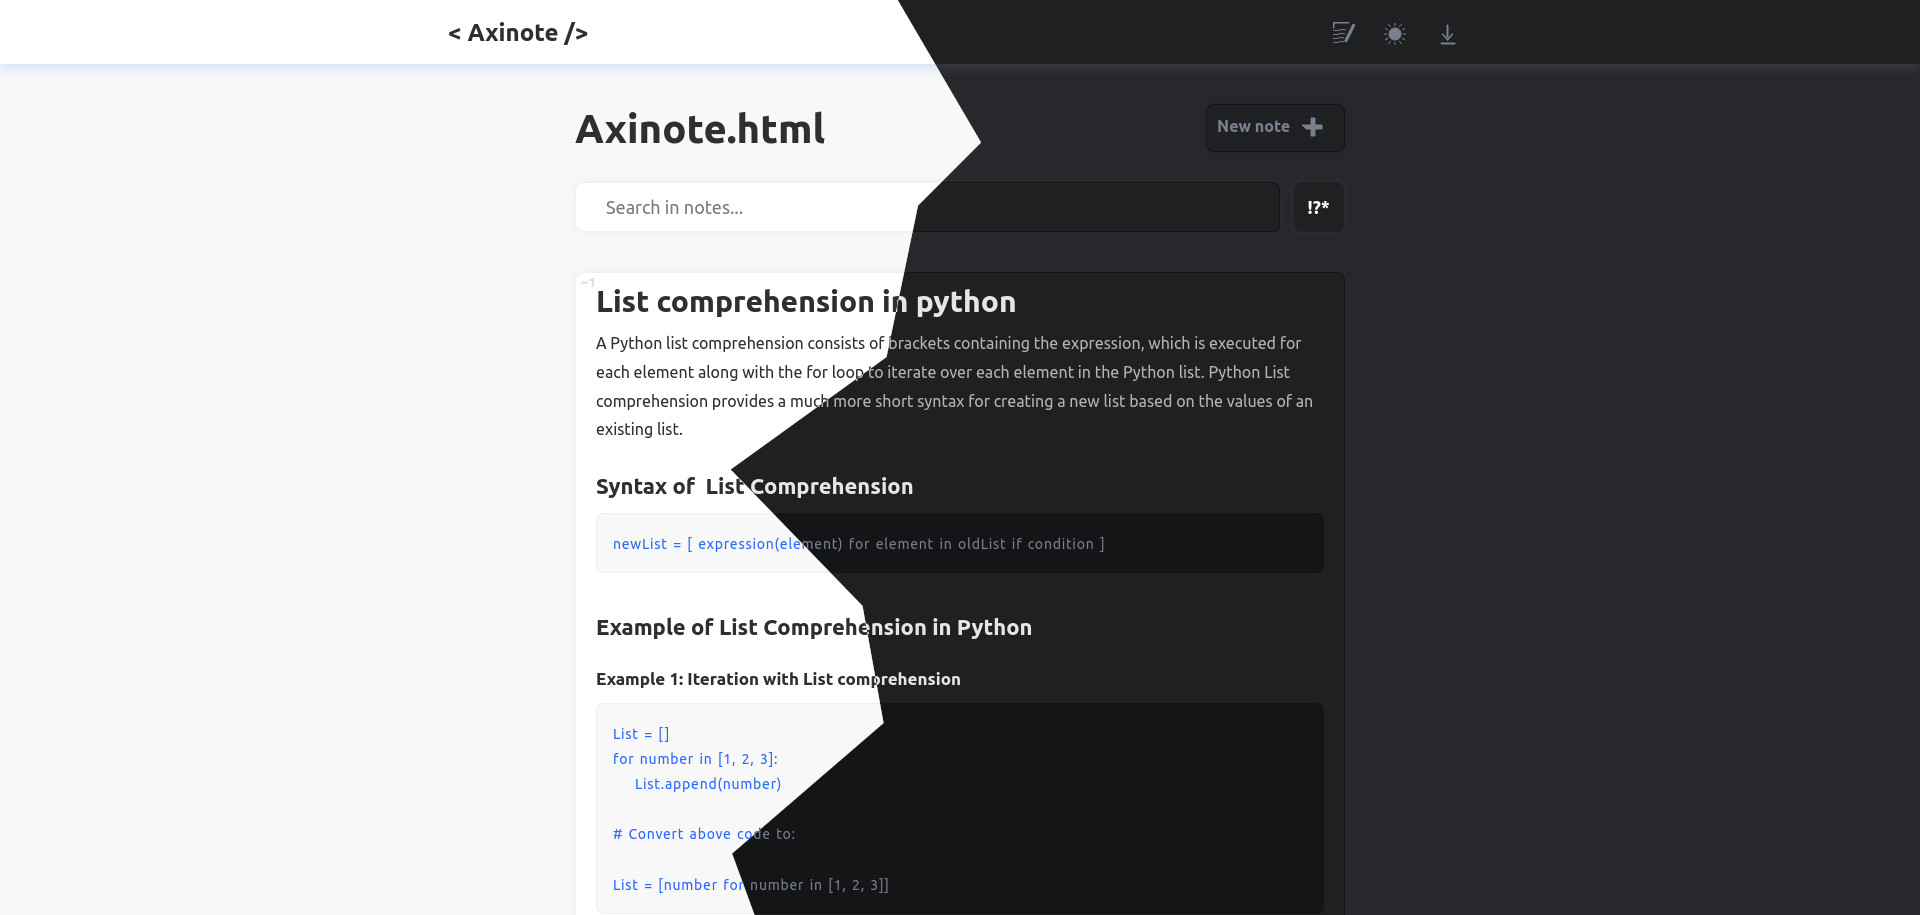 < Axinote />
Axinote.html
New note
Search in notes...
!?*
~1
List comprehension in python
A Python list comprehension consists of brackets containing the expression, which is executed for
each element along with the for loop to iterate over each element in the Python list. Python List
comprehension provides a much more short syntax for creating a new list based on the values of an
existing list.
Syntax of  List Comprehension
newList = [ expression(element) for element in oldList if condition ]
Example of List Comprehension in Python
Example 1: Iteration with List comprehension
List = []
for number in [1, 2, 3]:
    List.append(number)
# Convert above code to:
List = [number for number in [1, 2, 3]]